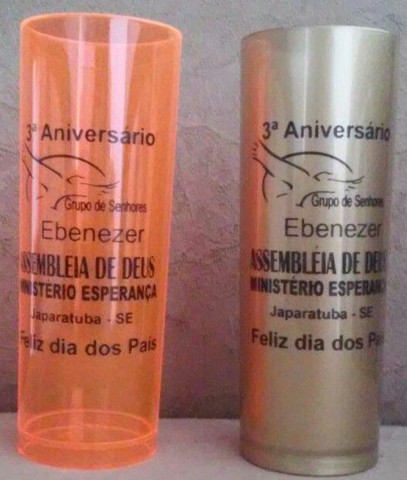 3ª Aniversário
Grupo de Senhores
Ebenezer
ASSEMBLEIA DE DEUS
MINISTÉRIO ESPERANÇA
Japaratuba - SE
Feliz dia dos Pais
3ª Aniversário
Grupo de Senhores
Ebenezer
ASSEMBLÉIA DE DEUS
MINISTÉRIO ESPERANÇA
Japaratuba - SE
Feliz dia dos Pais